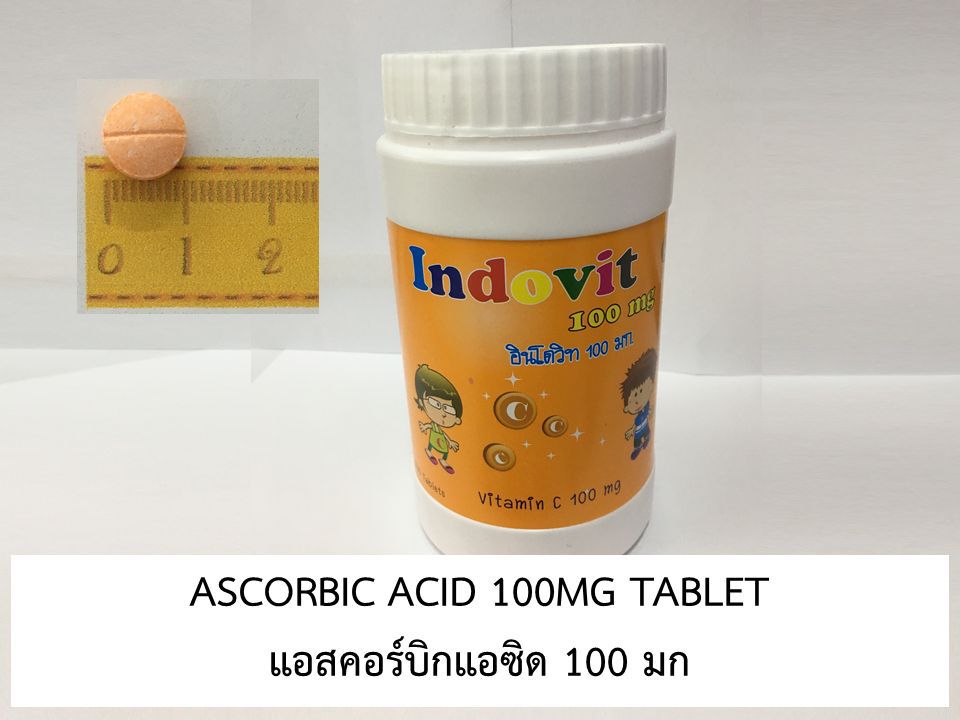 0 1 2
Indovit
100 mg
อินโดวิท 100 มก.
C
C
C
Tablets
Vitamin C 100 mg
ASCORBIC ACID 100MG TABLET
แอสคอร์บิกแอซิด 100 มก